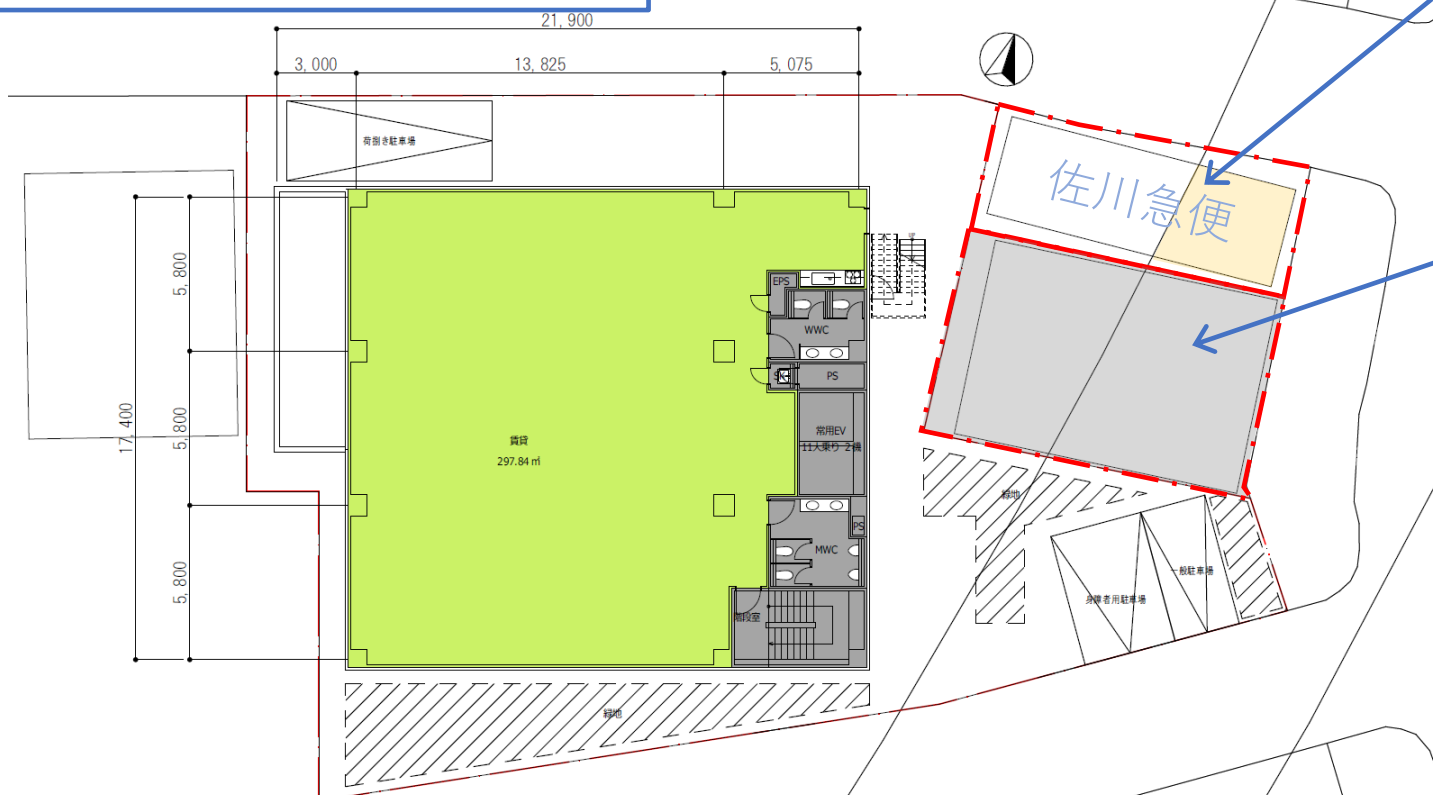 21,900
3,000
13,825
5,075
荷捌き駐車場
佐川急便
5,800
EPS
WWC
17,400
5,800
SK
PS
賃貸
297.84㎡
常用EV
11人乗り 2機
緑地
PS
MWC
5,800
一般駐車場
身障者用駐車場
階段室
緑地